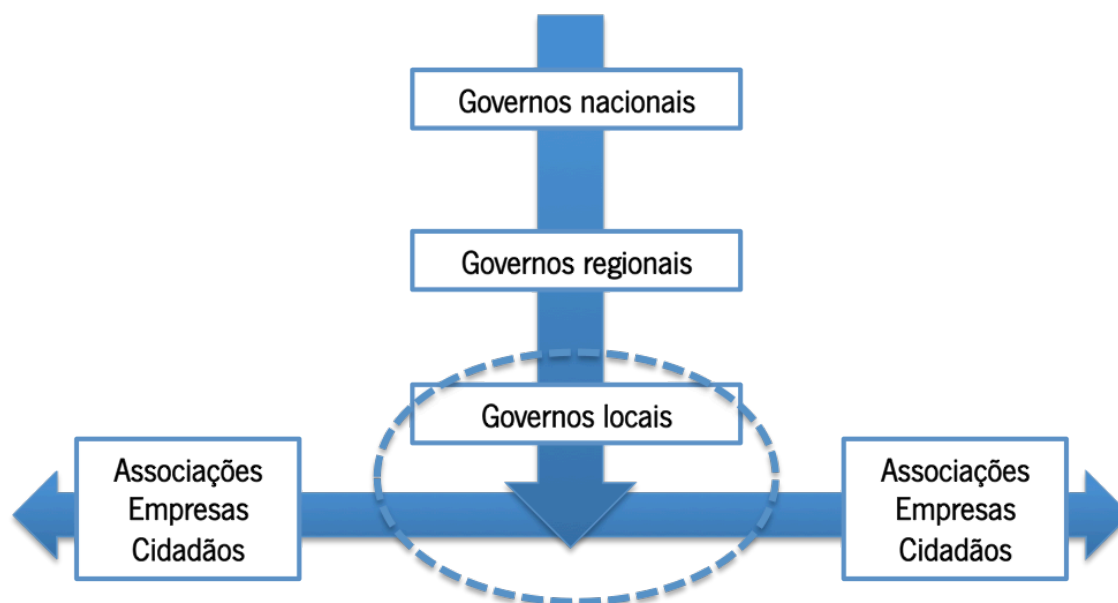 Governos nacionais
Governos regionais
Governos locais
Associações
Empresas
Cidadãos
Associações
Empresas
Cidadãos